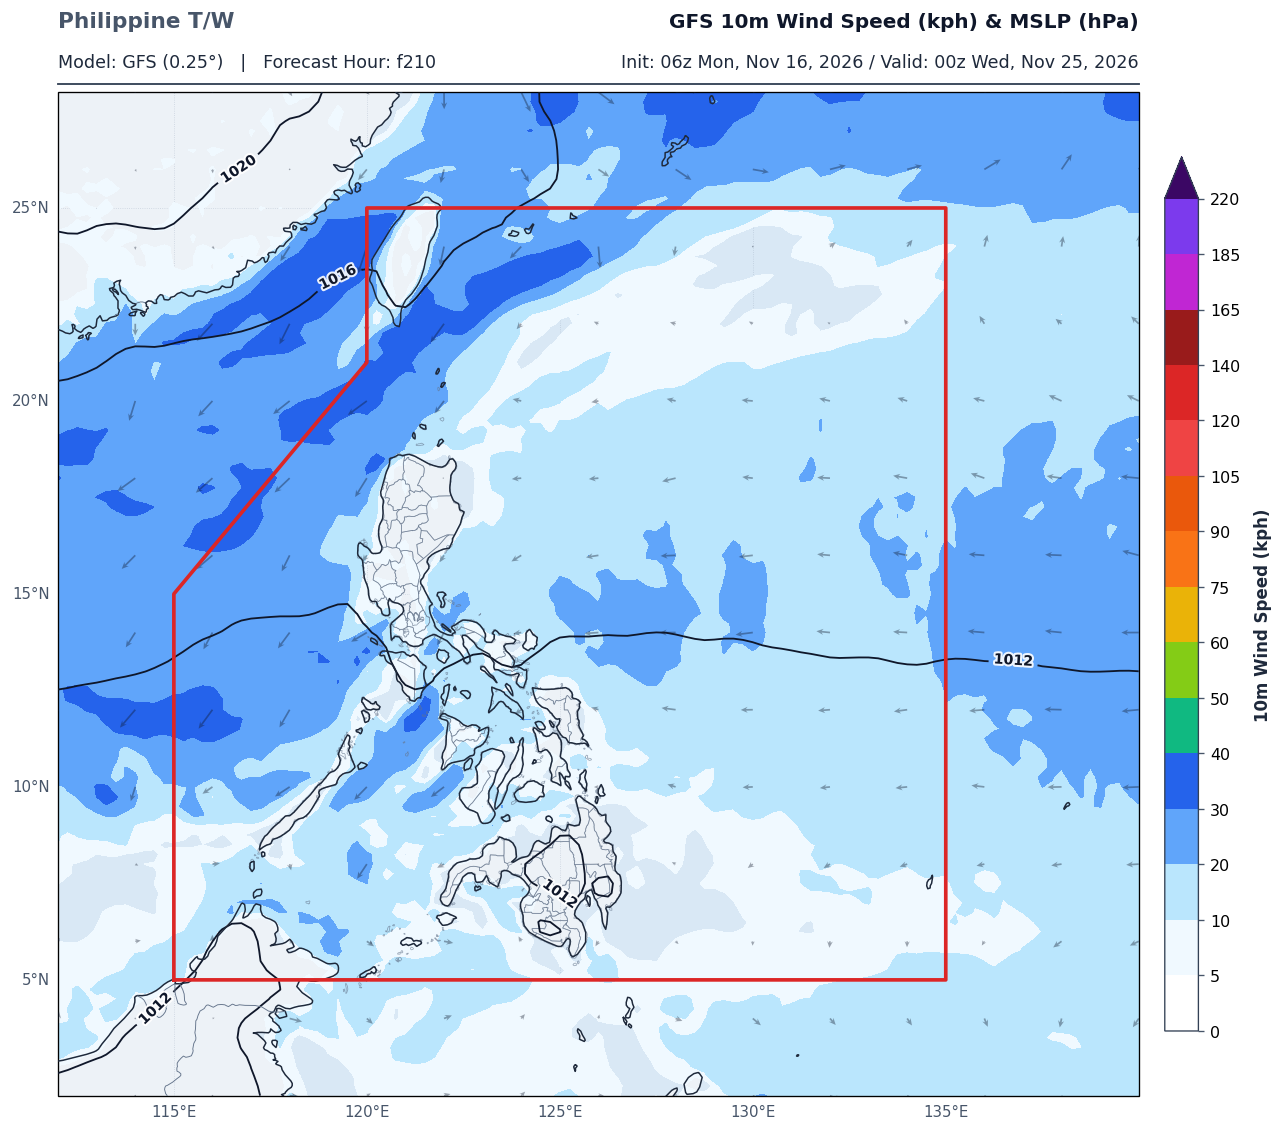 Philippine T/W
GFS 10m Wind Speed (kph) & MSLP (hPa)
Model: GFS (0.25°) | Forecast Hour: f210
Init: 06z Mon, Nov 16, 2026 / Valid: 00z Wed, Nov 25, 2026
1020
1016
1012
1012
1012
25°N
20°N
15°N
10°N
5°N
115°E
120°E
125°E
130°E
135°E
220
185
165
140
120
105
90
75
60
50
40
30
20
10
5
0
10m Wind Speed (kph)